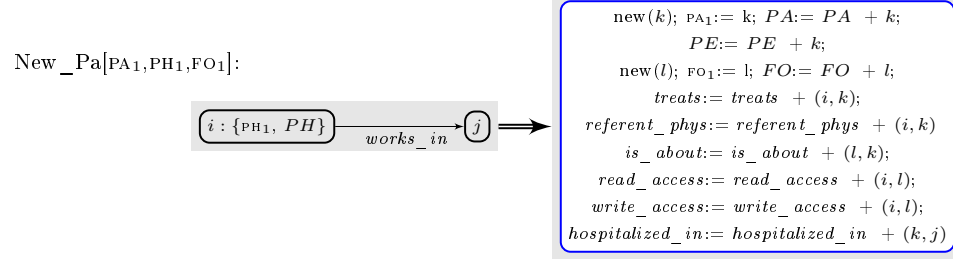 new(k); PA₁:= k; PA:= PA + k;
PE:= PE + k;
New_Pa[PA₁,PH₁,FO₁]:
new(l); FO₁:= l; FO:= FO + l;
treats:= treats + (i, k);
i : {PH₁, PH} works_in j
referent_phys:= referent_phys + (i, k)
is_about:= is_about + (l, k);
read_access:= read_access + (i, l);
write_access:= write_access + (i, l);
hospitalized_in:= hospitalized_in + (k, j)